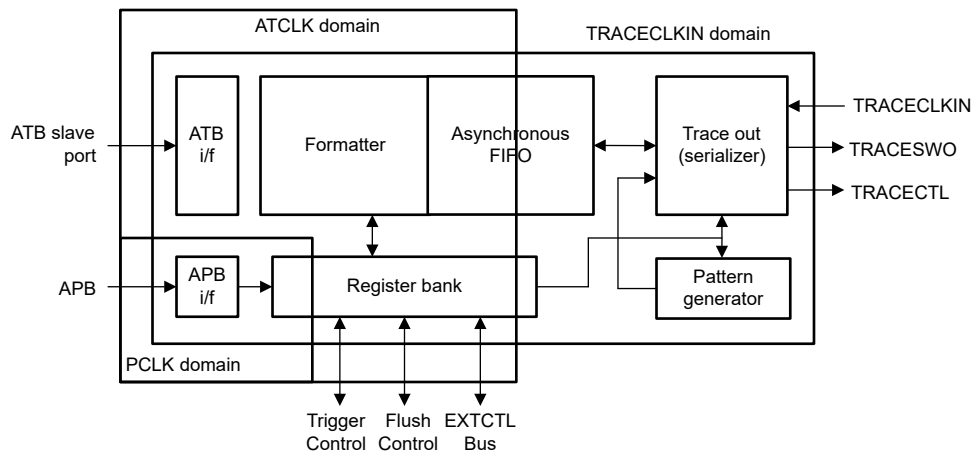 ATCLK domain
TRACECLKIN domain
ATB slave
port
ATB
i/f
Formatter
Asynchronous
FIFO
Trace out
(serializer)
TRACECLKIN
TRACESWO
TRACECTL
APB
APB
i/f
Register bank
Pattern
generator
PCLK domain
Trigger
Control
Flush
Control
EXTCTL
Bus